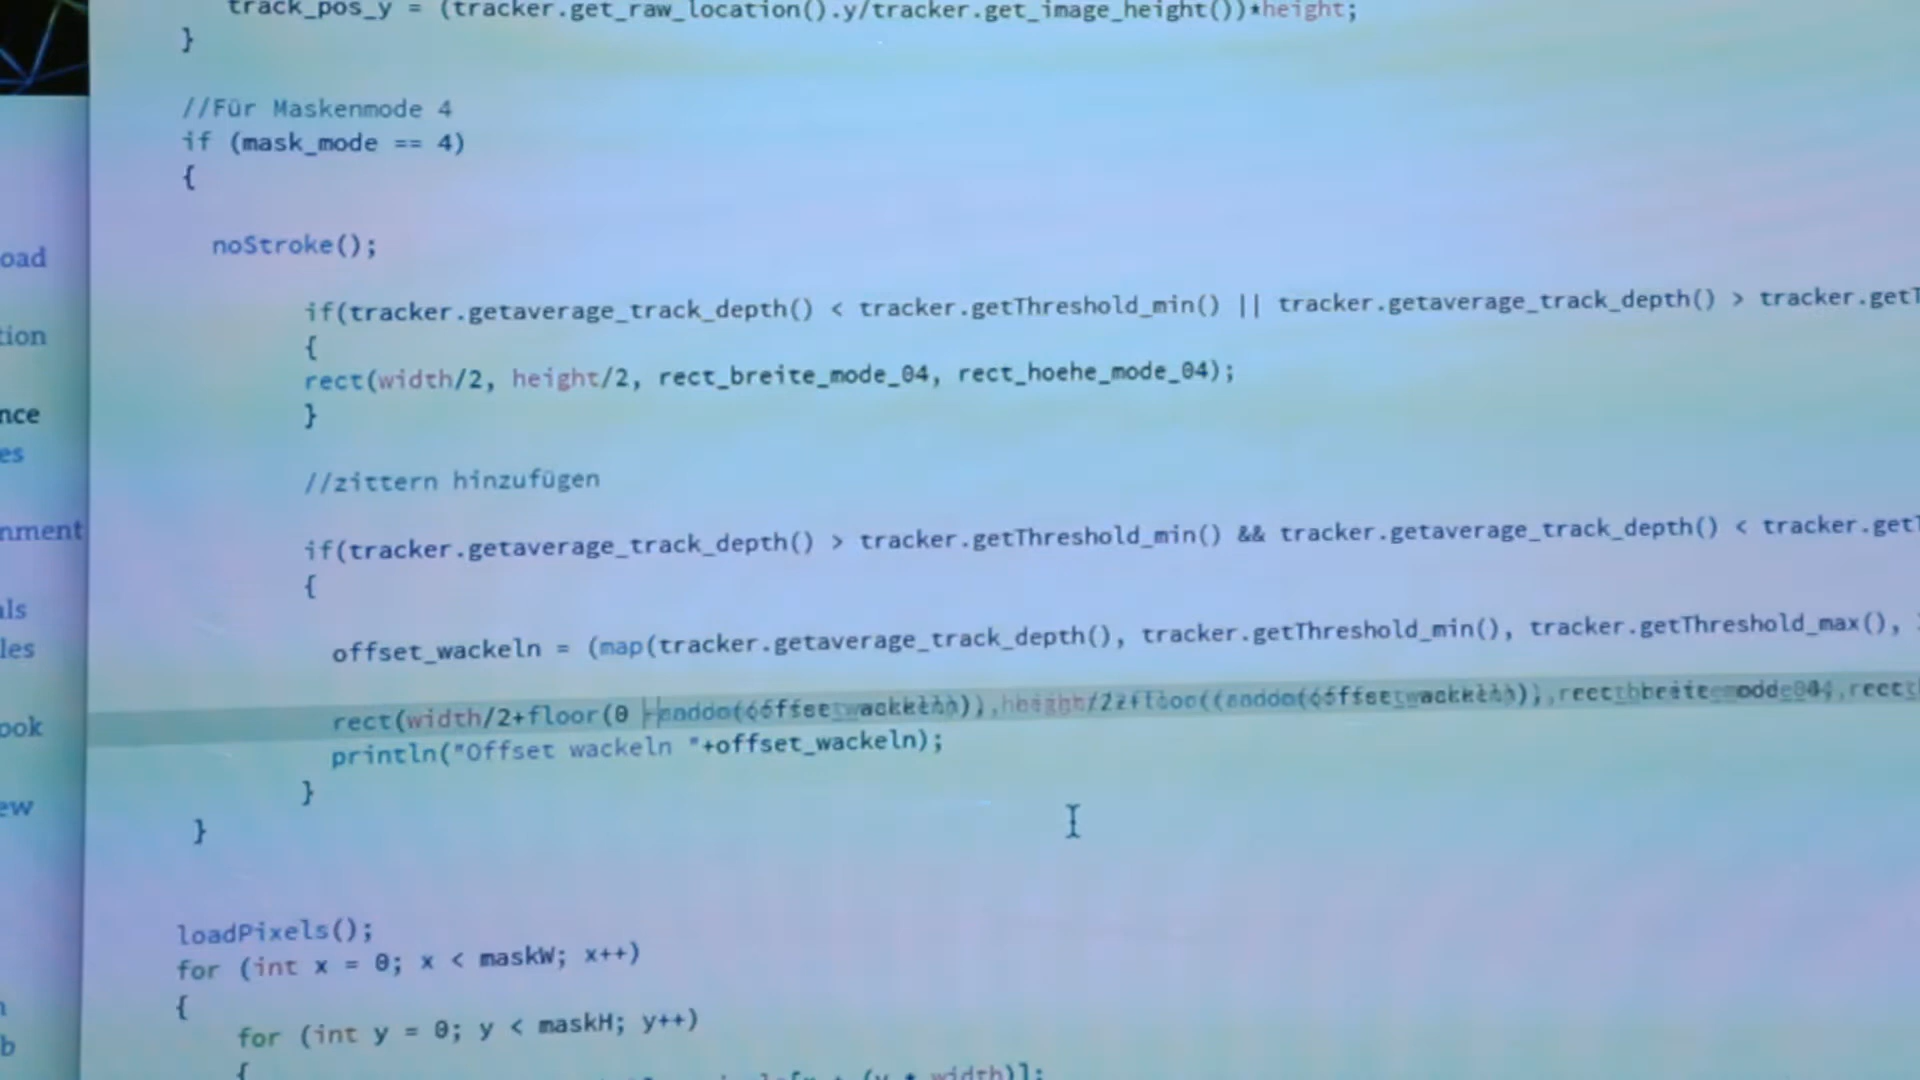 track_pos_y = (tracker.get_raw_location().y/tracker.get_image_height())*height;
}
//Für Maskenmode 4
if (mask_mode == 4)
{
noStroke();
if(tracker.getaverage_track_depth() < tracker.getThreshold_min() || tracker.getaverage_track_depth() > tracker.getT
{
rect(width/2, height/2, rect_breite_mode_04, rect_hoehe_mode_04);
}
//zittern hinzufügen
if(tracker.getaverage_track_depth() > tracker.getThreshold_min() && tracker.getaverage_track_depth() < tracker.getT
{
offset_wackeln = (map(tracker.getaverage_track_depth(), tracker.getThreshold_min(), tracker.getThreshold_max(),
rect(width/2+floor(0
println("Offset wackeln "+offset_wackeln);
}
}
loadPixels();
for (int x = 0; x < maskW; x++)
{
for (int y = 0; y < maskH; y++)
{
oad
tion
nce
es
nment
als
les
ook
ew
b